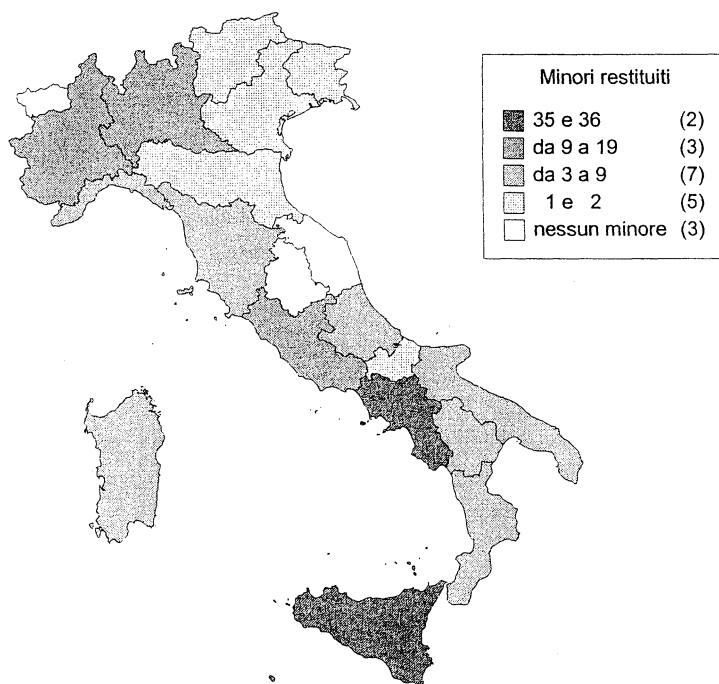 Minori restituiti
35 e 36 (2)
da 9 a 19 (3)
da 3 a 9 (7)
1 e 2 (5)
nessun minore (3)